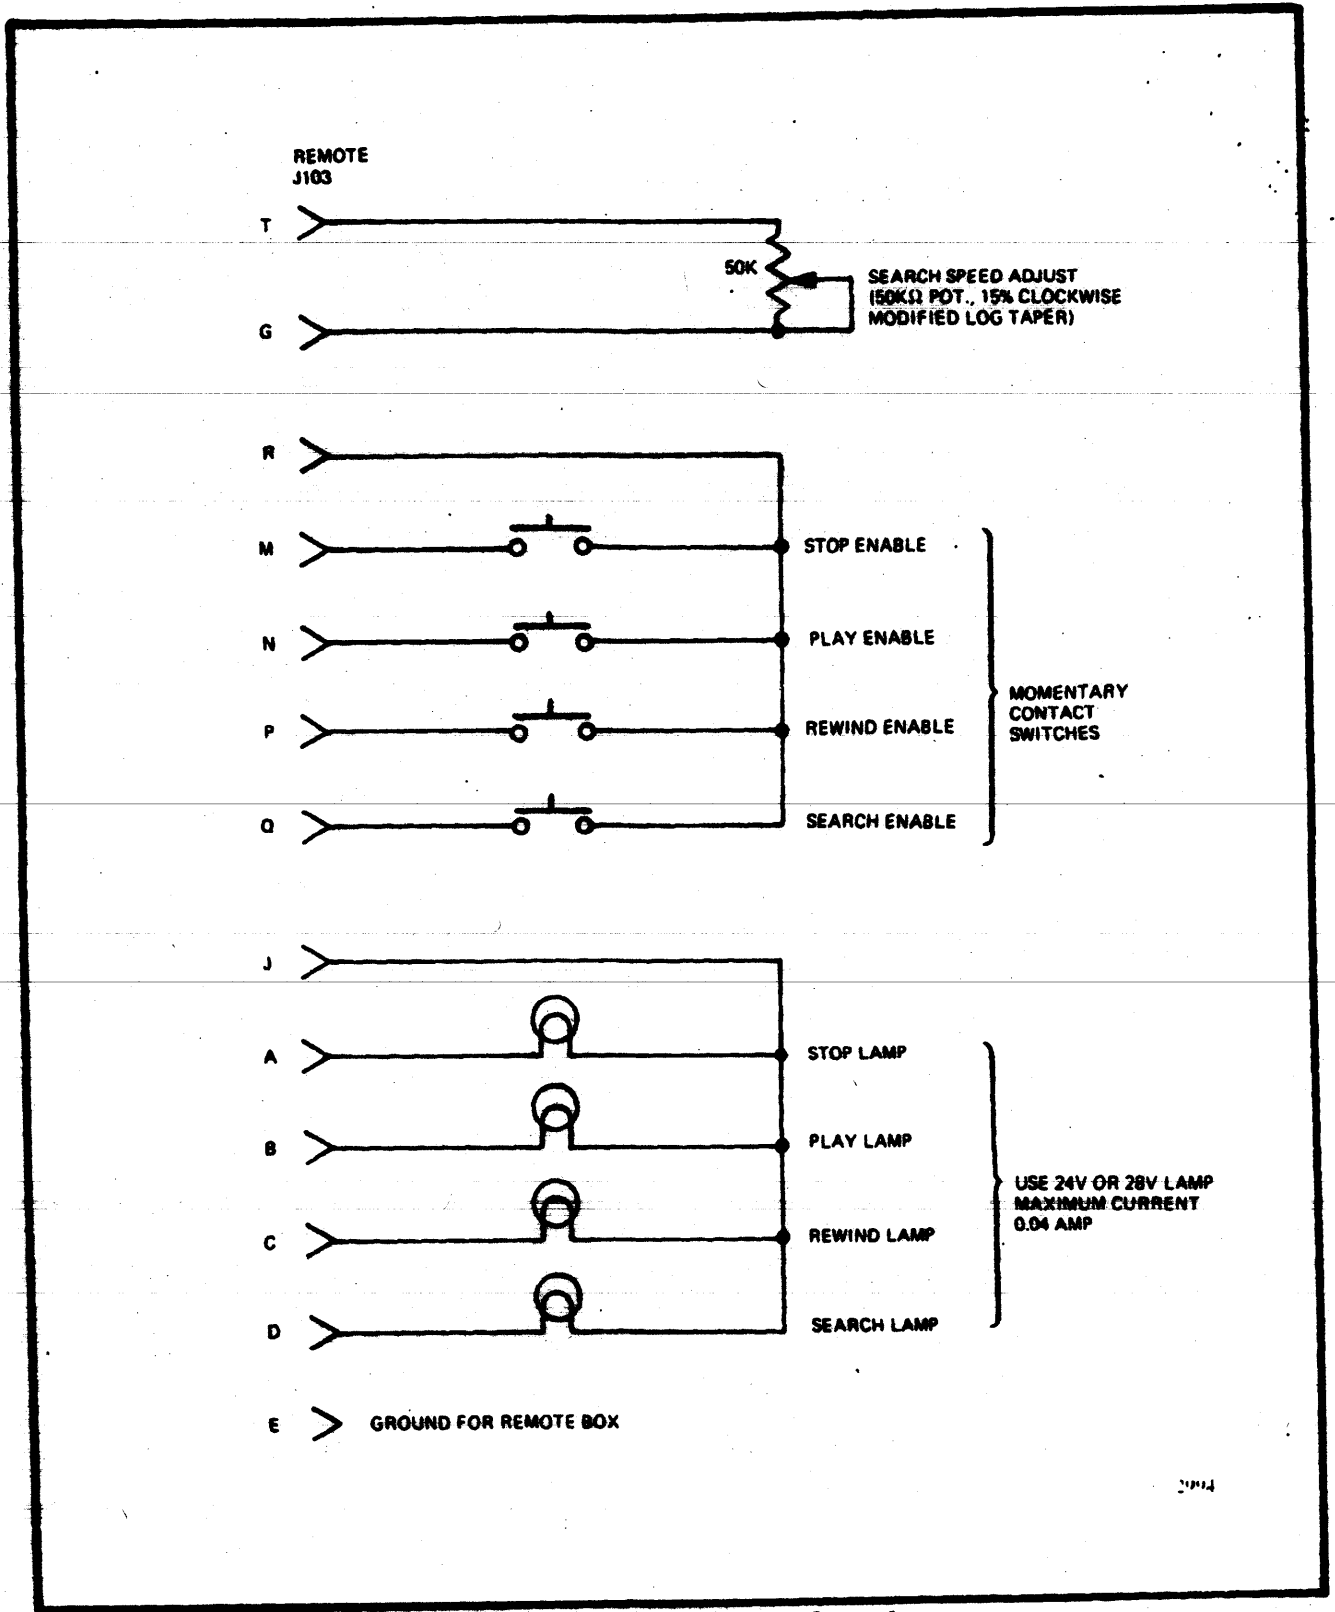 REMOTE
J103
T
50K
SEARCH SPEED ADJUST
(50KΩ POT., 15% CLOCKWISE
MODIFIED LOG TAPER)
G
R
M
STOP ENABLE
N
PLAY ENABLE
MOMENTARY
CONTACT
SWITCHES
P
REWIND ENABLE
Q
SEARCH ENABLE
J
A
STOP LAMP
B
PLAY LAMP
USE 24V OR 28V LAMP
MAXIMUM CURRENT
0.04 AMP
C
REWIND LAMP
D
SEARCH LAMP
E
GROUND FOR REMOTE BOX